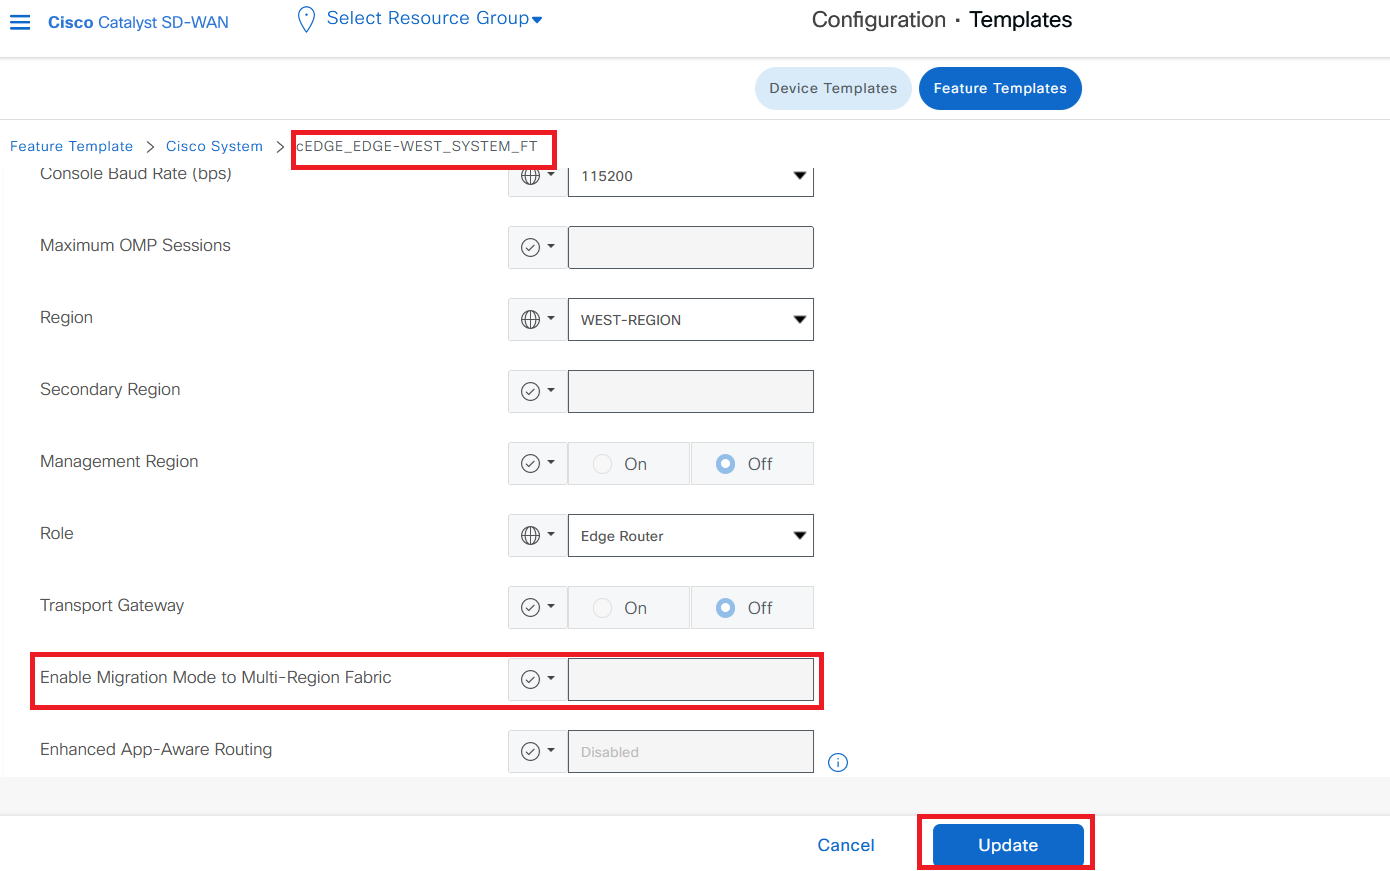 Cisco Catalyst SD-WAN Select Resource Group Configuration · Templates
Device Templates Feature Templates
Feature Template > Cisco System > cEDGE_EDGE-WEST_SYSTEM_FT
Console Baud Rate (bps) 115200
Maximum OMP Sessions
Region WEST-REGION
Secondary Region
Management Region On Off
Role Edge Router
Transport Gateway On Off
Enable Migration Mode to Multi-Region Fabric
Enhanced App-Aware Routing Disabled
Cancel Update